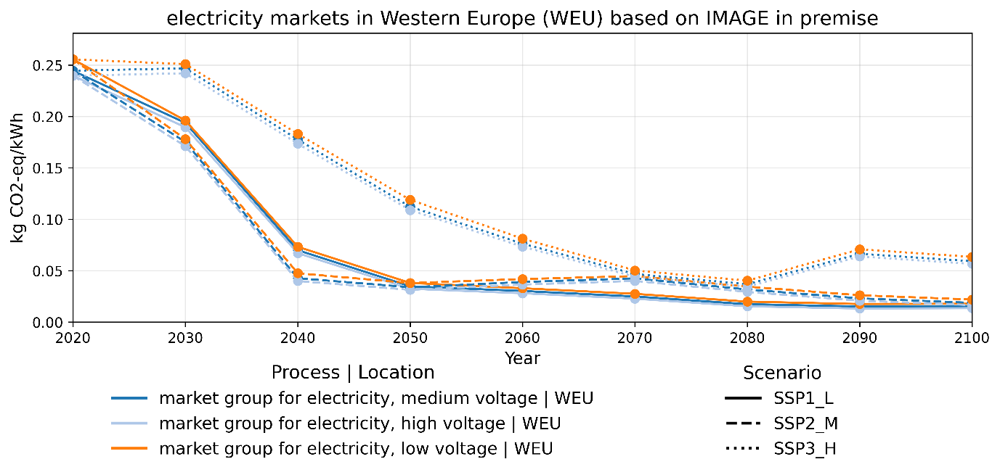 electricity markets in Western Europe (WEU) based on IMAGE in premise
kg CO2-eq/kWh
0.25
0.20
0.15
0.10
0.05
0.00
2020 2030 2040 2050 2060 2070 2080 2090 2100
Year
Process | Location
market group for electricity, medium voltage | WEU
market group for electricity, high voltage | WEU
market group for electricity, low voltage | WEU
Scenario
SSP1_L
SSP2_M
SSP3_H